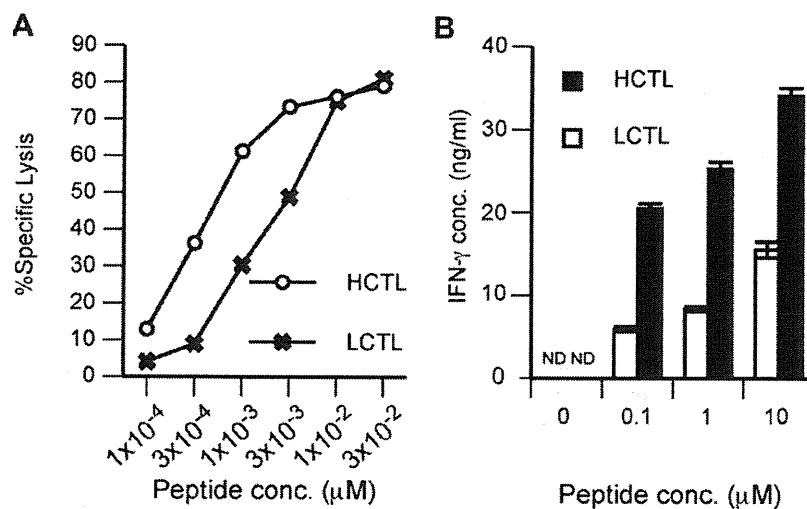 A
90
80
70
60
50
40
30
20
10
0
%Specific Lysis
HCTL
LCTL
1x10⁻⁴
3x10⁻⁴
1x10⁻³
3x10⁻³
1x10⁻²
3x10⁻²
Peptide conc. (µM)
B
40
30
20
10
0
IFN-γ conc. (ng/ml)
HCTL
LCTL
ND ND
0
0.1
1
10
Peptide conc. (µM)